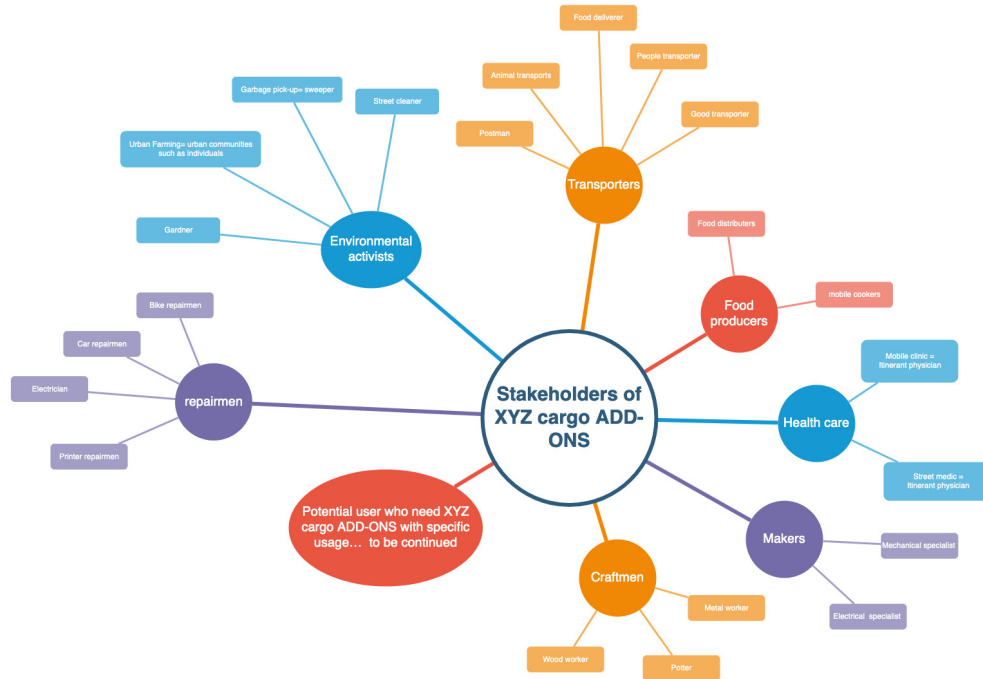 Food deliverer
People transporter
Animal transports
Good transporter
Postman
Transporters
Garbage pick-up= sweeper
Street cleaner
Urban Farming= urban communities
such as individuals
Gardner
Environmental
activists
Food distributers
mobile cookers
Food
producers
Bike repairmen
Car repairmen
Electrician
Printer repairmen
repairmen
Stakeholders of
XYZ cargo ADD-
ONS
Mobile clinic =
Itinerant physician
Health care
Street medic =
Itinerant physician
Potential user who need XYZ
cargo ADD-ONS with specific
usage... to be continued
Makers
Mechanical specialist
Electrical specialist
Craftmen
Metal worker
Wood worker
Potter